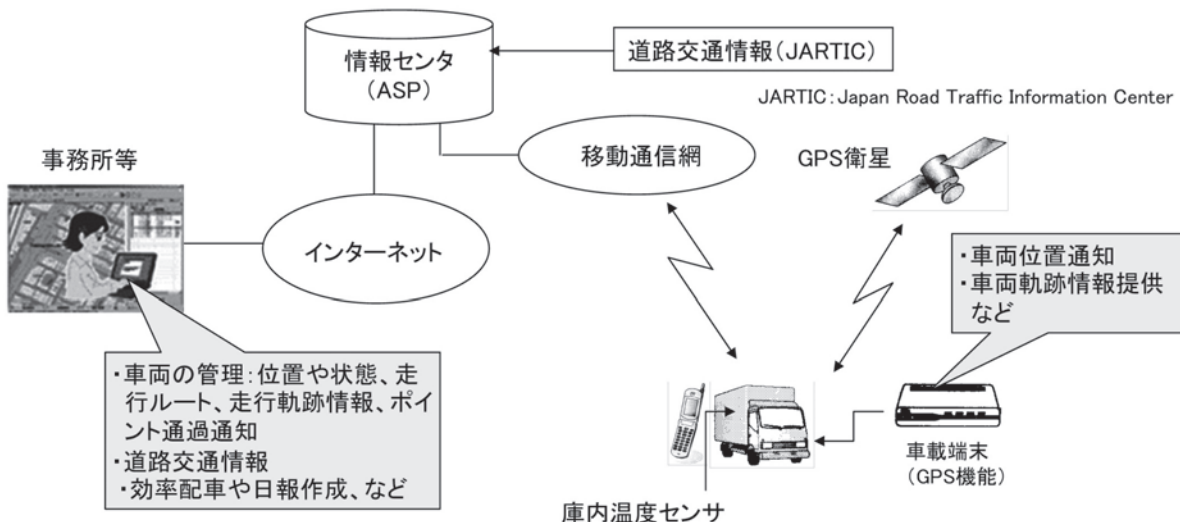 情報センタ
(ASP)
道路交通情報(JARTIC)
JARTIC:Japan Road Traffic Information Center
事務所等
移動通信網
GPS衛星
インターネット
・車両位置通知
・車両軌跡情報提供
など
・車両の管理:位置や状態、走
行ルート、走行軌跡情報、ポイ
ント通過通知
・道路交通情報
・効率配車や日報作成、など
車載端末
(GPS機能)
庫内温度センサ